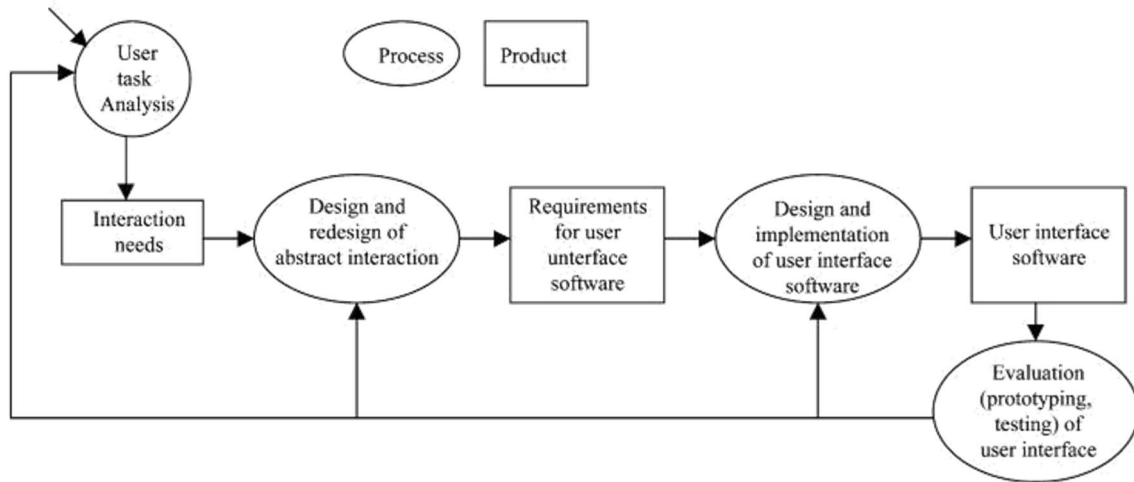 User
task
Analysis
Process
Product
Interaction
needs
Design and
redesign of
abstract interaction
Requirements
for user
unterface
software
Design and
implementation
of user interface
software
User interface
software
Evaluation
(prototyping,
testing) of
user interface